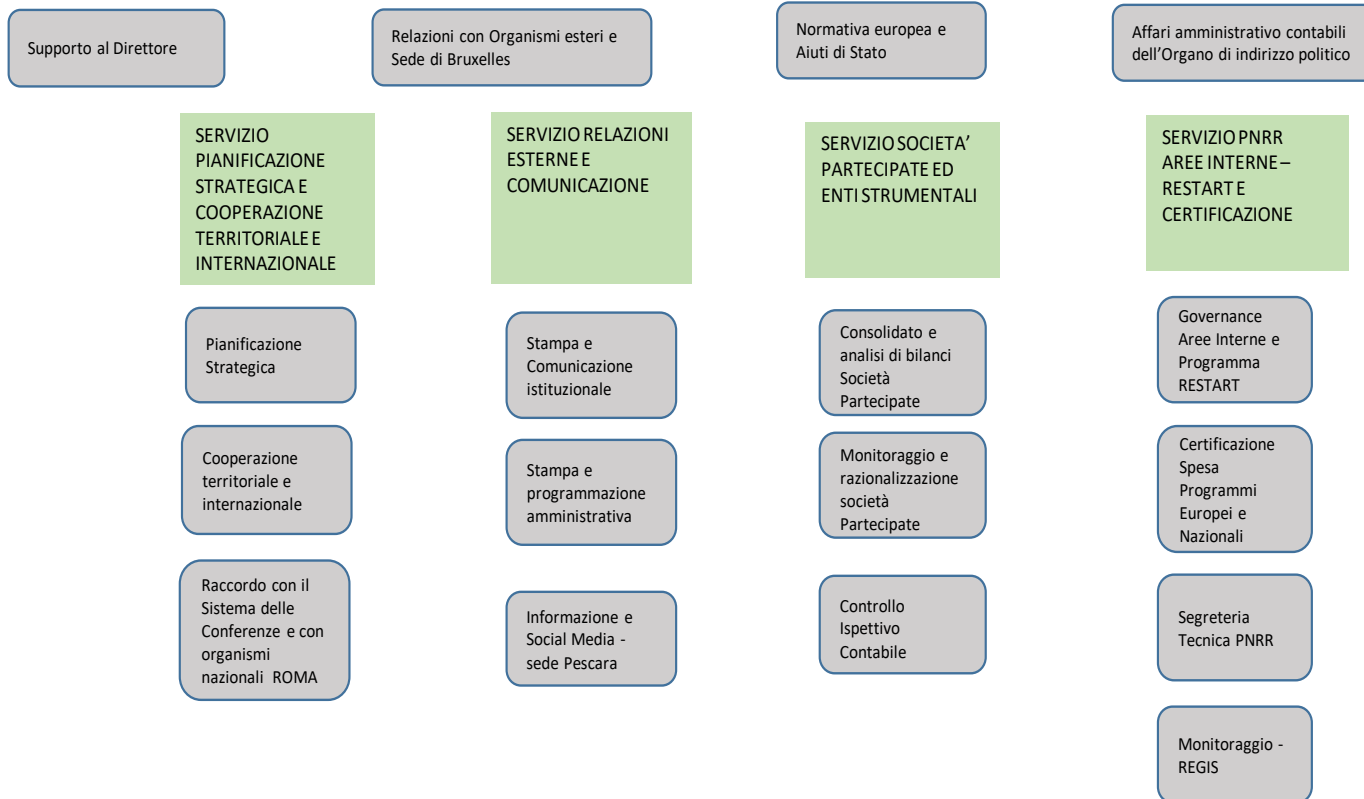 Supporto al Direttore
Relazioni con Organismi esteri e
Sede di Bruxelles
Normativa europea e
Aiuti di Stato
Affari amministrativo contabili
dell'Organo di indirizzo politico
SERVIZIO
PIANIFICAZIONE
STRATEGICA E
COOPERAZIONE
TERRITORIALE E
INTERNAZIONALE
Pianificazione
Strategica
Cooperazione
territoriale e
internazionale
Raccordo con il
Sistema delle
Conferenze e con
organismi
nazionali ROMA
SERVIZIO RELAZIONI
ESTERNE E
COMUNICAZIONE
Stampa e
Comunicazione
istituzionale
Stampa e
programmazione
amministrativa
Informazione e
Social Media -
sede Pescara
SERVIZIO SOCIETA'
PARTECIPATE ED
ENTI STRUMENTALI
Consolidato e
analisi di bilanci
Società
Partecipate
Monitoraggio e
razionalizzazione
società
Partecipate
Controllo
Ispettivo
Contabile
SERVIZIO PNRR
AREE INTERNE –
RESTART E
CERTIFICAZIONE
Governance
Aree Interne e
Programma
RESTART
Certificazione
Spesa
Programmi
Europei e
Nazionali
Segreteria
Tecnica PNRR
Monitoraggio -
REGIS